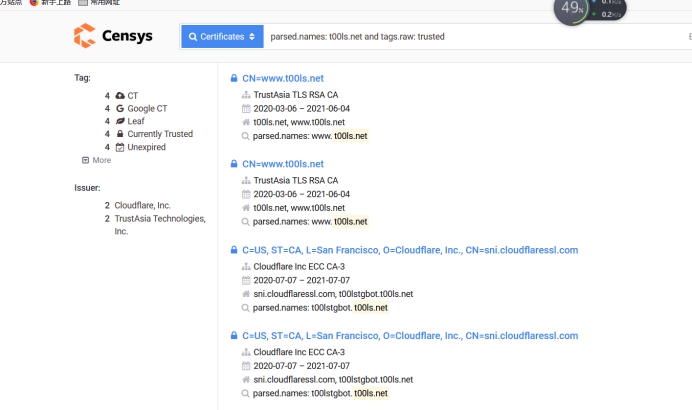 方站点 新手上路 常用网址
49%
0.2K/s
Censys
Certificates
parsed.names: t00ls.net and tags.raw: trusted
Tag:
4 CT
4 Google CT
4 Leaf
4 Currently Trusted
4 Unexpired
More
Issuer:
2 Cloudflare, Inc.
2 TrustAsia Technologies,
Inc.
CN=www.t00ls.net
TrustAsia TLS RSA CA
2020-03-06 – 2021-06-04
t00ls.net, www.t00ls.net
parsed.names: www. t00ls.net
CN=www.t00ls.net
TrustAsia TLS RSA CA
2020-03-06 – 2021-06-04
t00ls.net, www.t00ls.net
parsed.names: www. t00ls.net
C=US, ST=CA, L=San Francisco, O=Cloudflare, Inc., CN=sni.cloudflaressl.com
Cloudflare Inc ECC CA-3
2020-07-07 – 2021-07-07
sni.cloudflaressl.com, t00lstgbot.t00ls.net
parsed.names: t00lstgbot. t00ls.net
C=US, ST=CA, L=San Francisco, O=Cloudflare, Inc., CN=sni.cloudflaressl.com
Cloudflare Inc ECC CA-3
2020-07-07 – 2021-07-07
sni.cloudflaressl.com, t00lstgbot.t00ls.net
parsed.names: t00lstgbot. t00ls.net